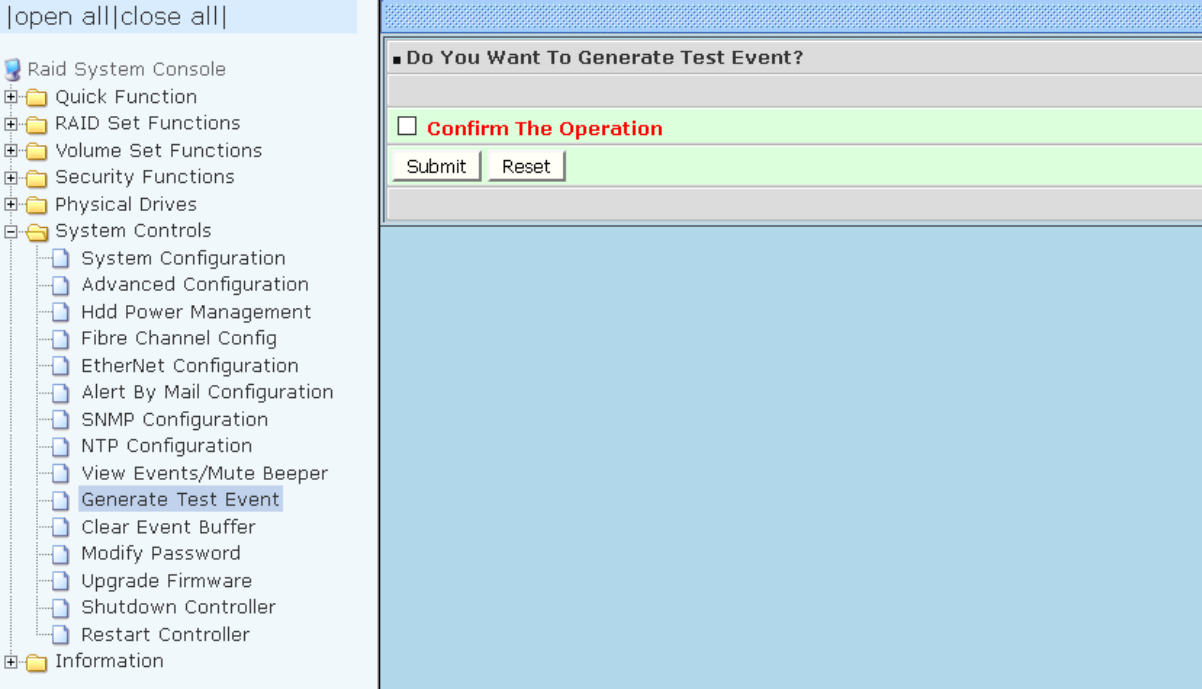 |open all|close all|
Raid System Console
Quick Function
RAID Set Functions
Volume Set Functions
Security Functions
Physical Drives
System Controls
System Configuration
Advanced Configuration
Hdd Power Management
Fibre Channel Config
EtherNet Configuration
Alert By Mail Configuration
SNMP Configuration
NTP Configuration
View Events/Mute Beeper
Generate Test Event
Clear Event Buffer
Modify Password
Upgrade Firmware
Shutdown Controller
Restart Controller
Information
Do You Want To Generate Test Event?
Confirm The Operation
Submit Reset